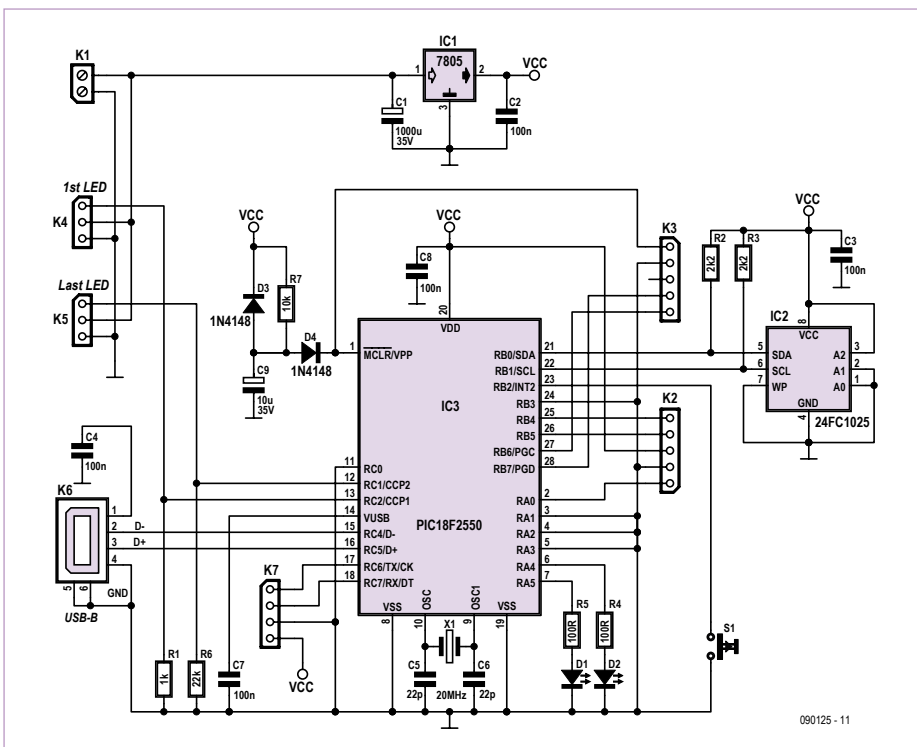 K1
IC1
7805
1
2
3
VCC
C1
1000u
35V
C2
100n
1st LED
K4
Last LED
K5
VCC
D3
1N4148
R7
10k
D4
1N4148
C9
10u
35V
VCC
C8
100n
K3
R2
2k2
R3
2k2
VCC
C3
100n
IC2
8
VCC
5
SDA
6
SCL
7
WP
A2
3
A1
2
A0
1
GND
4
24FC1025
20
VDD
1
MCLR/VPP
IC3
PIC18F2550
RB0/SDA
21
RB1/SCL
22
RB2/INT2
23
RB3
24
RB4
25
RB5
26
RB6/PGC
27
RB7/PGD
28
RA0
2
RA1
3
RA2
4
RA3
5
RA4
6
RA5
7
11
RC0
12
RC1/CCP2
13
RC2/CCP1
14
VUSB
15
RC4/D-
16
RC5/D+
17
RC6/TX/CK
18
RC7/RX/DT
VSS
8
OSC
10
OSC1
9
VSS
19
K2
C4
100n
K6
1
2
D-
3
D+
4
GND
5
6
USB-B
K7
VCC
R1
1k
R6
22k
C7
100n
X1
20MHz
C5
22p
C6
22p
R5
100R
R4
100R
D1
D2
S1
090125 - 11